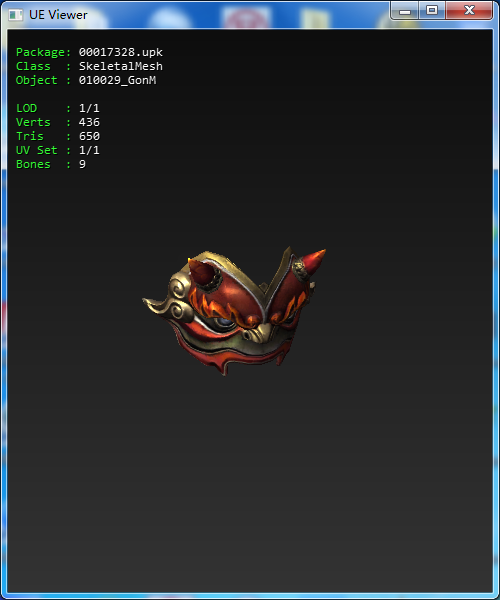 UE Viewer
Package: 00017328.upk
Class : SkeletalMesh
Object : 010029_GonM
LOD : 1/1
Verts : 436
Tris : 650
UV Set : 1/1
Bones : 9